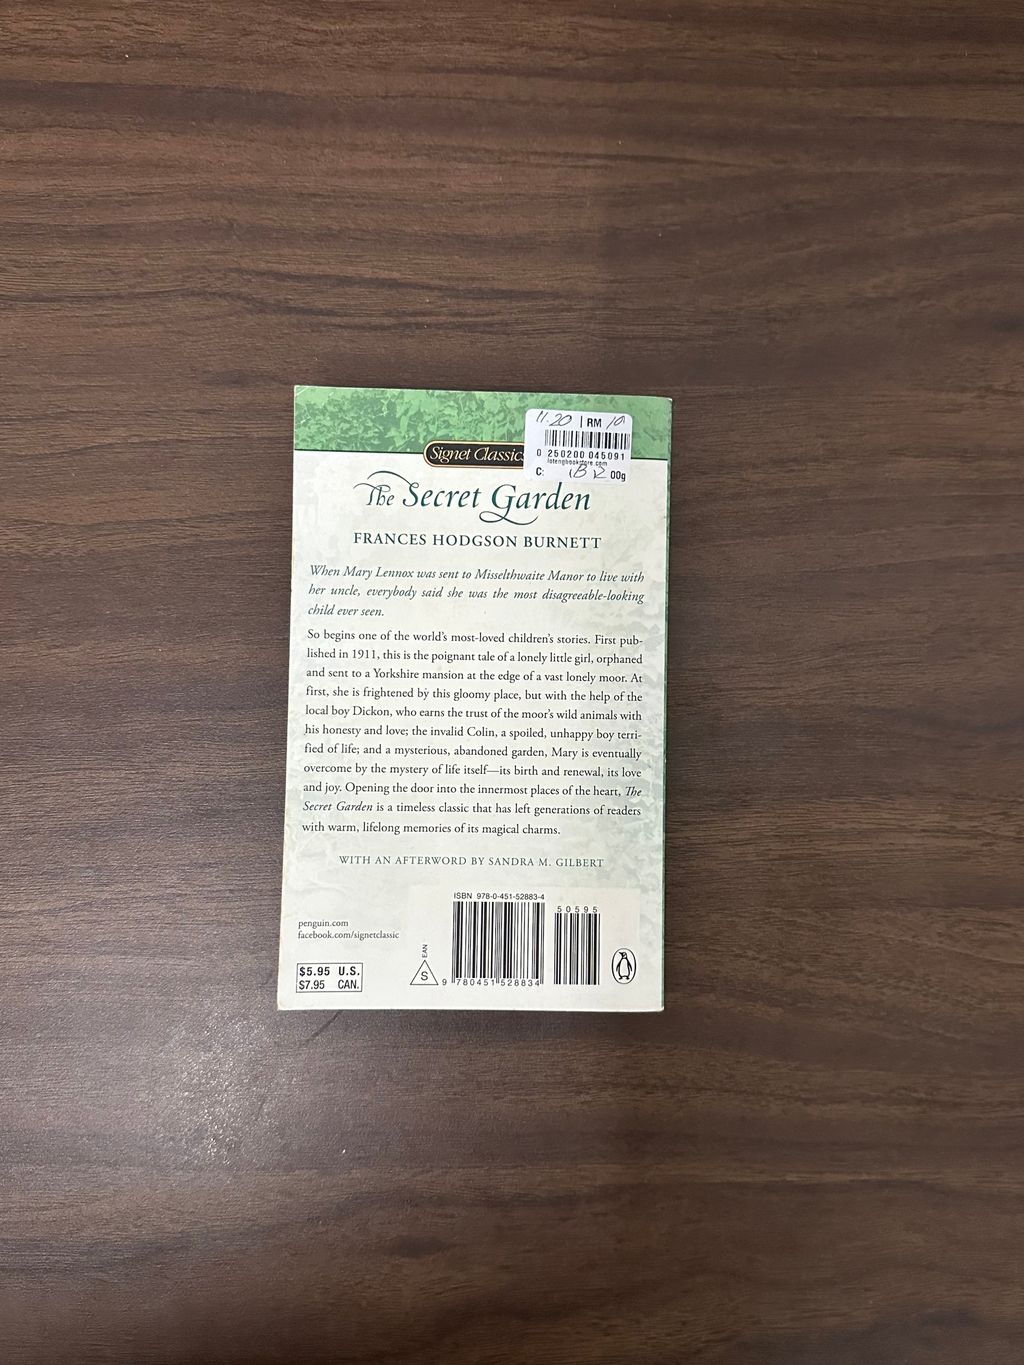 11.20 | RM 10
0 250200 045091
lotengbookstore.com
C: 00g
Signet Classics
The Secret Garden
FRANCES HODGSON BURNETT
When Mary Lennox was sent to Misselthwaite Manor to live with
her uncle, everybody said she was the most disagreeable-looking
child ever seen.
So begins one of the world's most-loved children's stories. First pub-
lished in 1911, this is the poignant tale of a lonely little girl, orphaned
and sent to a Yorkshire mansion at the edge of a vast lonely moor. At
first, she is frightened by this gloomy place, but with the help of the
local boy Dickon, who earns the trust of the moor's wild animals with
his honesty and love; the invalid Colin, a spoiled, unhappy boy terri-
fied of life; and a mysterious, abandoned garden, Mary is eventually
overcome by the mystery of life itself—its birth and renewal, its love
and joy. Opening the door into the innermost places of the heart, The
Secret Garden is a timeless classic that has left generations of readers
with warm, lifelong memories of its magical charms.
WITH AN AFTERWORD BY SANDRA M. GILBERT
penguin.com
facebook.com/signetclassic
$5.95 U.S.
$7.95 CAN.
EAN
S
ISBN 978-0-451-52883-4
50595
9 780451 528834